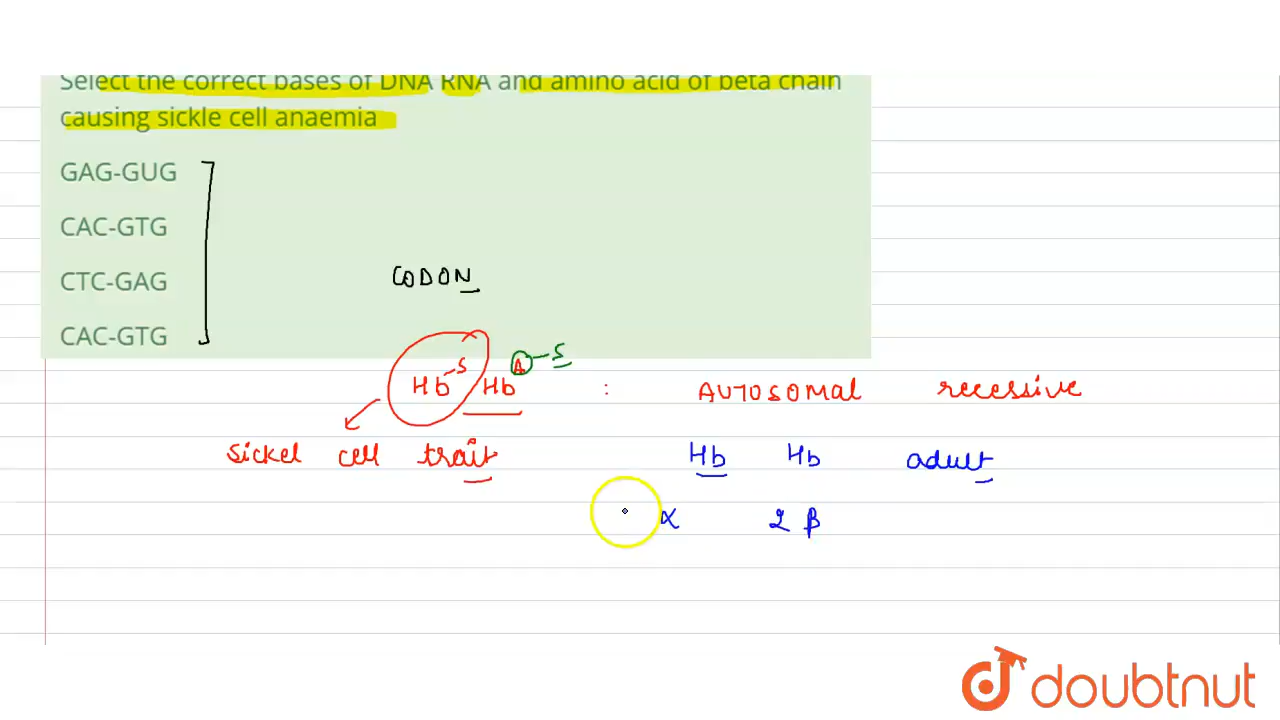 Select the correct bases of DNA RNA and amino acid of beta chain
causing sickle cell anaemia
GAG-GUG
CAC-GTG
CTC-GAG
CAC-GTG
CODON
Hb S Hb A - S : AUTOSOMAL recessive
Sickel cell trait
Hb Hb adult
α 2 β
doubtnut